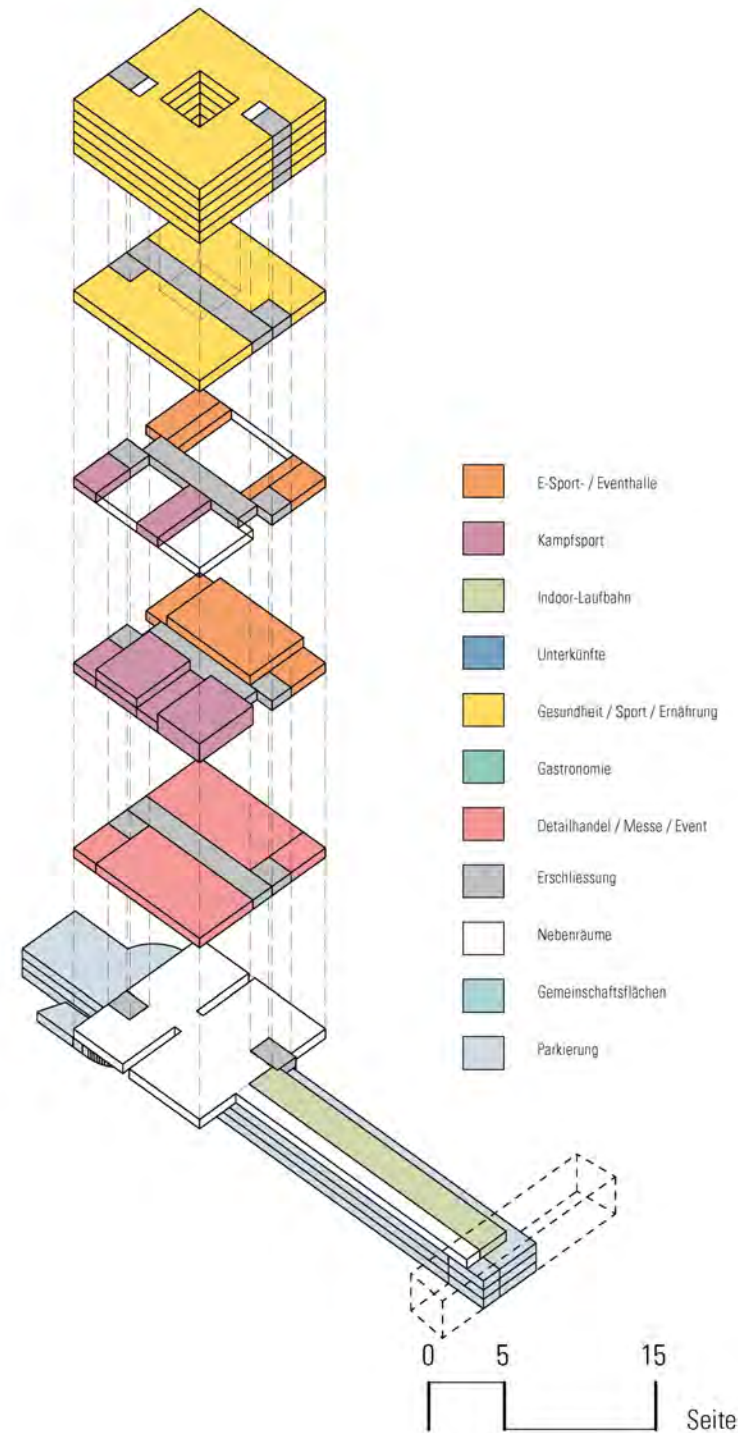 E-Sport- / Eventhalle
Kampfsport
Indoor-Laufbahn
Unterkünfte
Gesundheit / Sport / Ernährung
Gastronomie
Detailhandel / Messe / Event
Erschliessung
Nebenräume
Gemeinschaftsflächen
Parkierung
0 5 15
Seite